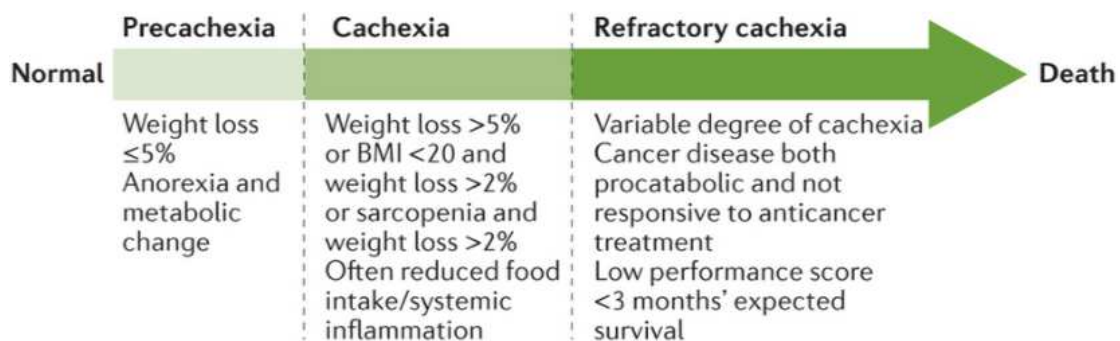 Precachexia
Cachexia
Refractory cachexia
Normal
Death
Weight loss
≤5%
Anorexia and
metabolic
change
Weight loss >5%
or BMI <20 and
weight loss >2%
or sarcopenia and
weight loss >2%
Often reduced food
intake/systemic
inflammation
Variable degree of cachexia
Cancer disease both
procatabolic and not
responsive to anticancer
treatment
Low performance score
<3 months’ expected
survival